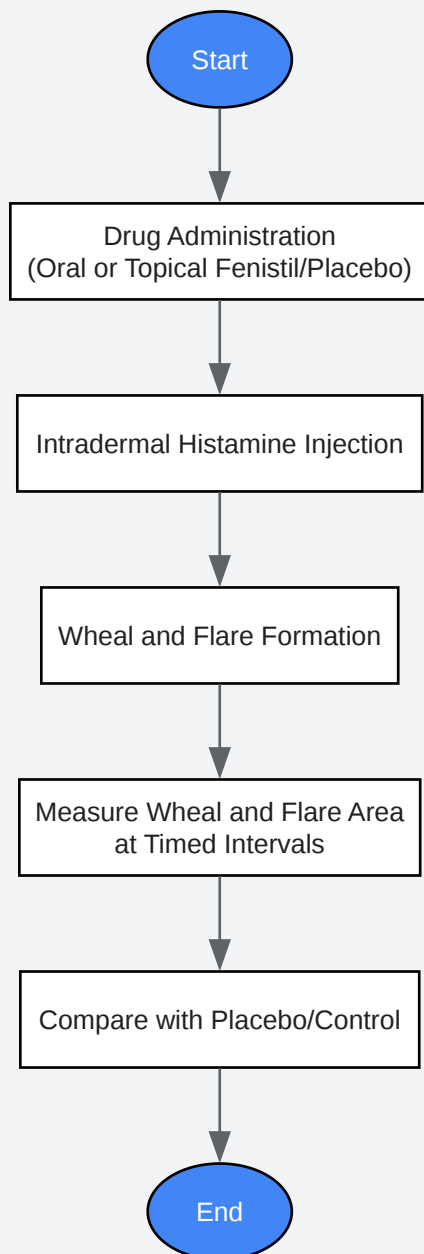 Start
Drug Administration
(Oral or Topical Fenistil/Placebo)
Intradermal Histamine Injection
Wheal and Flare Formation
Measure Wheal and Flare Area
at Timed Intervals
Compare with Placebo/Control
End